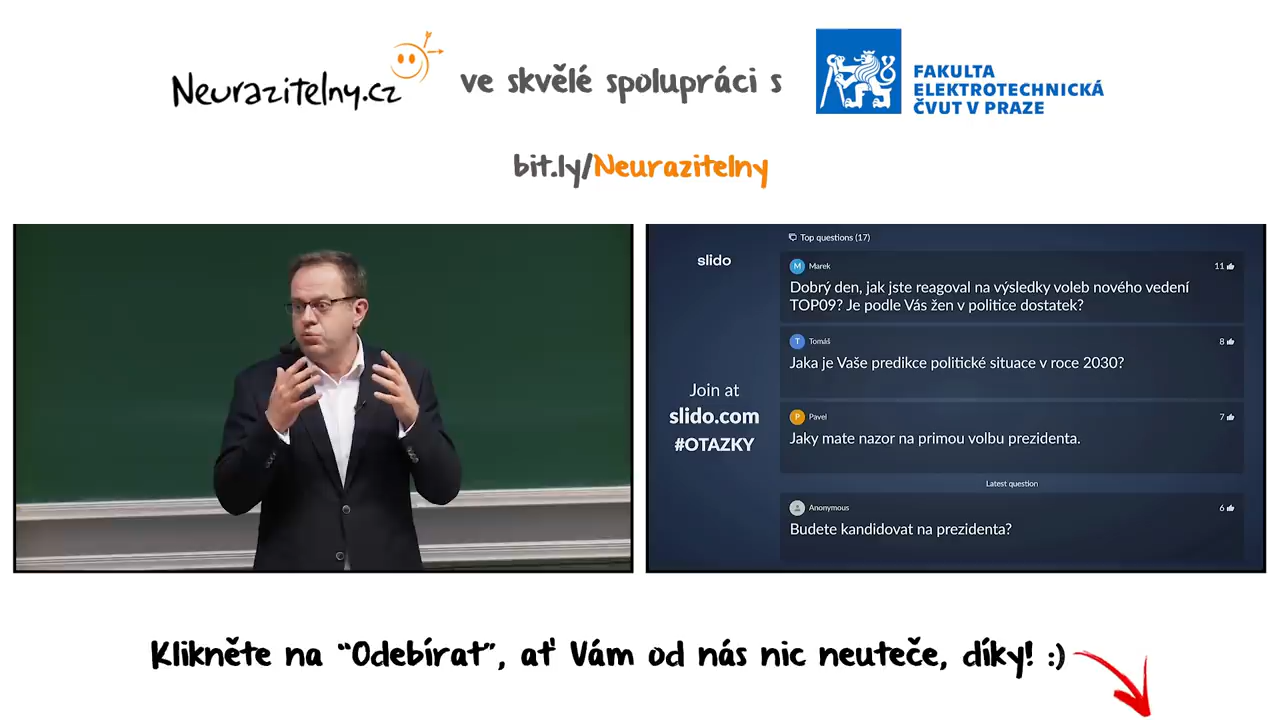 Neurazitelny.cz ve skvělé spolupráci s
FAKULTA
ELEKTROTECHNICKÁ
ČVUT V PRAZE
bit.ly/Neurazitelny
slido
Join at
slido.com
#OTAZKY
Top questions (17)
M Marek 11
Dobrý den, jak jste reagoval na výsledky voleb nového vedení
TOP09? Je podle Vás žen v politice dostatek?
T Tomáš 8
Jaka je Vaše predikce politické situace v roce 2030?
P Pavel 7
Jaky mate nazor na primou volbu prezidenta.
Latest question
Anonymous 6
Budete kandidovat na prezidenta?
Klikněte na “Odebírat”, ať Vám od nás nic neuteče, díky! :)